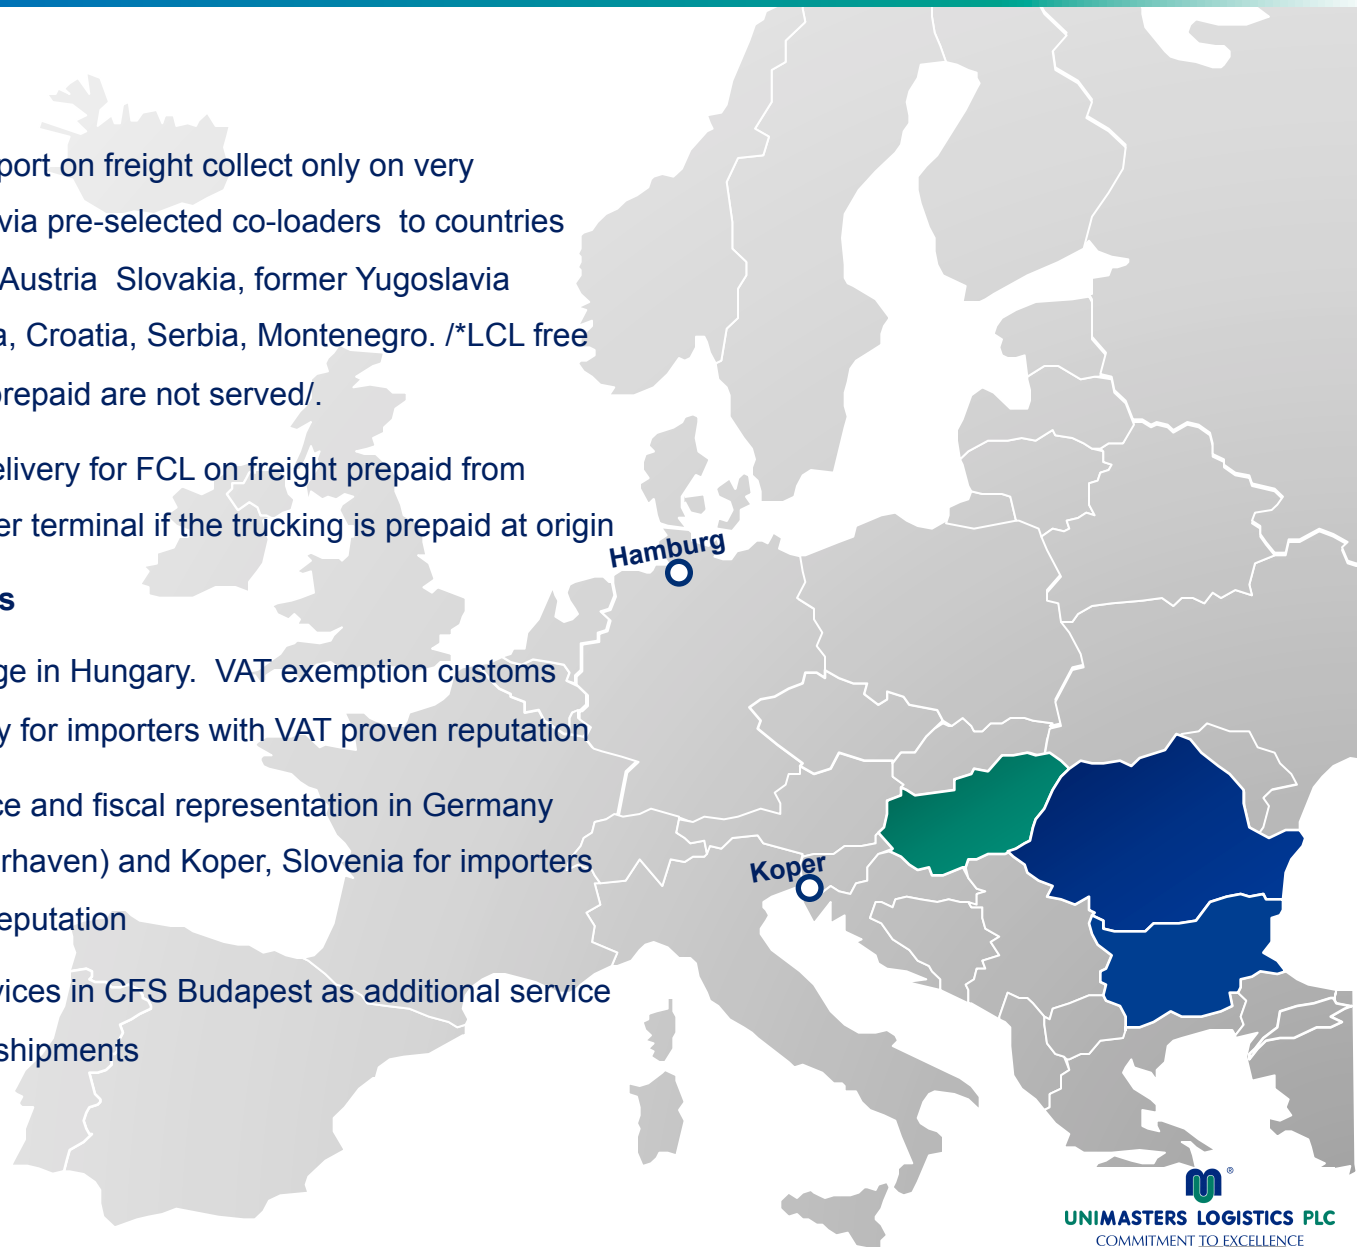 port on freight collect only on very
via pre-selected co-loaders to countries
Austria Slovakia, former Yugoslavia
a, Croatia, Serbia, Montenegro. /*LCL free
prepaid are not served/.
elivery for FCL on freight prepaid from
er terminal if the trucking is prepaid at origin
Hamburg
s
ge in Hungary. VAT exemption customs
y for importers with VAT proven reputation
ce and fiscal representation in Germany
rhaven) and Koper, Slovenia for importers
Koper
eputation
vices in CFS Budapest as additional service
shipments
®
UNIMASTERS LOGISTICS PLC
COMMITMENT TO EXCELLENCE